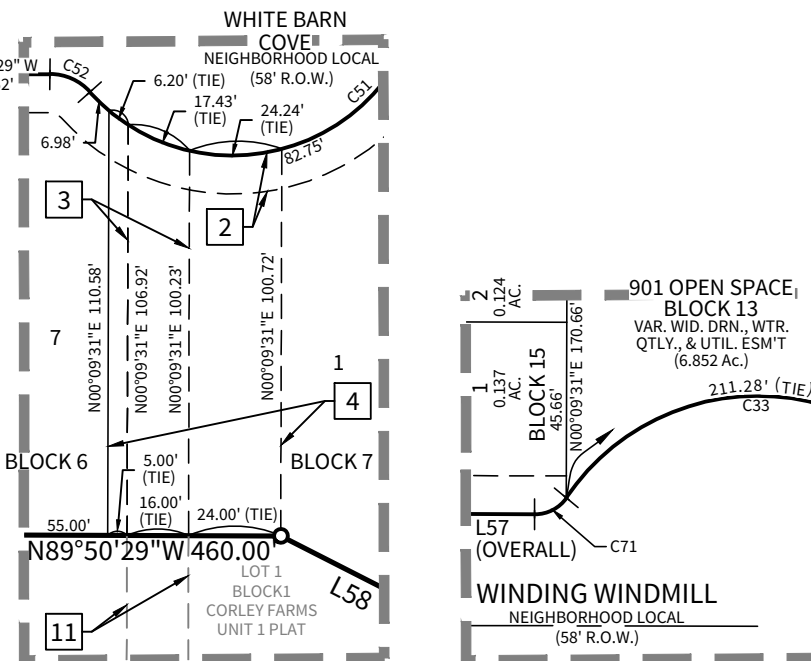 WHITE BARN
COVE
NEIGHBORHOOD LOCAL
(58' R.O.W.)
29" W
C52
6.20' (TIE)
17.43'
(TIE)
24.24'
(TIE)
C51
6.98'
82.75'
3
2
N00°09'31"E 110.58'
N00°09'31"E 106.92'
N00°09'31"E 100.23'
N00°09'31"E 100.72'
7
1
4
BLOCK 6
BLOCK 7
5.00'
(TIE)
16.00'
(TIE)
24.00' (TIE)
55.00'
N89°50'29"W 460.00'
L58
LOT 1
BLOCK1
CORLEY FARMS
UNIT 1 PLAT
11
2
0.124
AC.
1
0.137
AC.
BLOCK 15
45.66'
N00°09'31"E 170.66'
901 OPEN SPACE
BLOCK 13
VAR. WID. DRN., WTR.
QTLY., & UTIL. ESM'T
(6.852 Ac.)
211.28' (TIE)
C33
L57
(OVERALL)
C71
WINDING WINDMILL
NEIGHBORHOOD LOCAL
(58' R.O.W.)